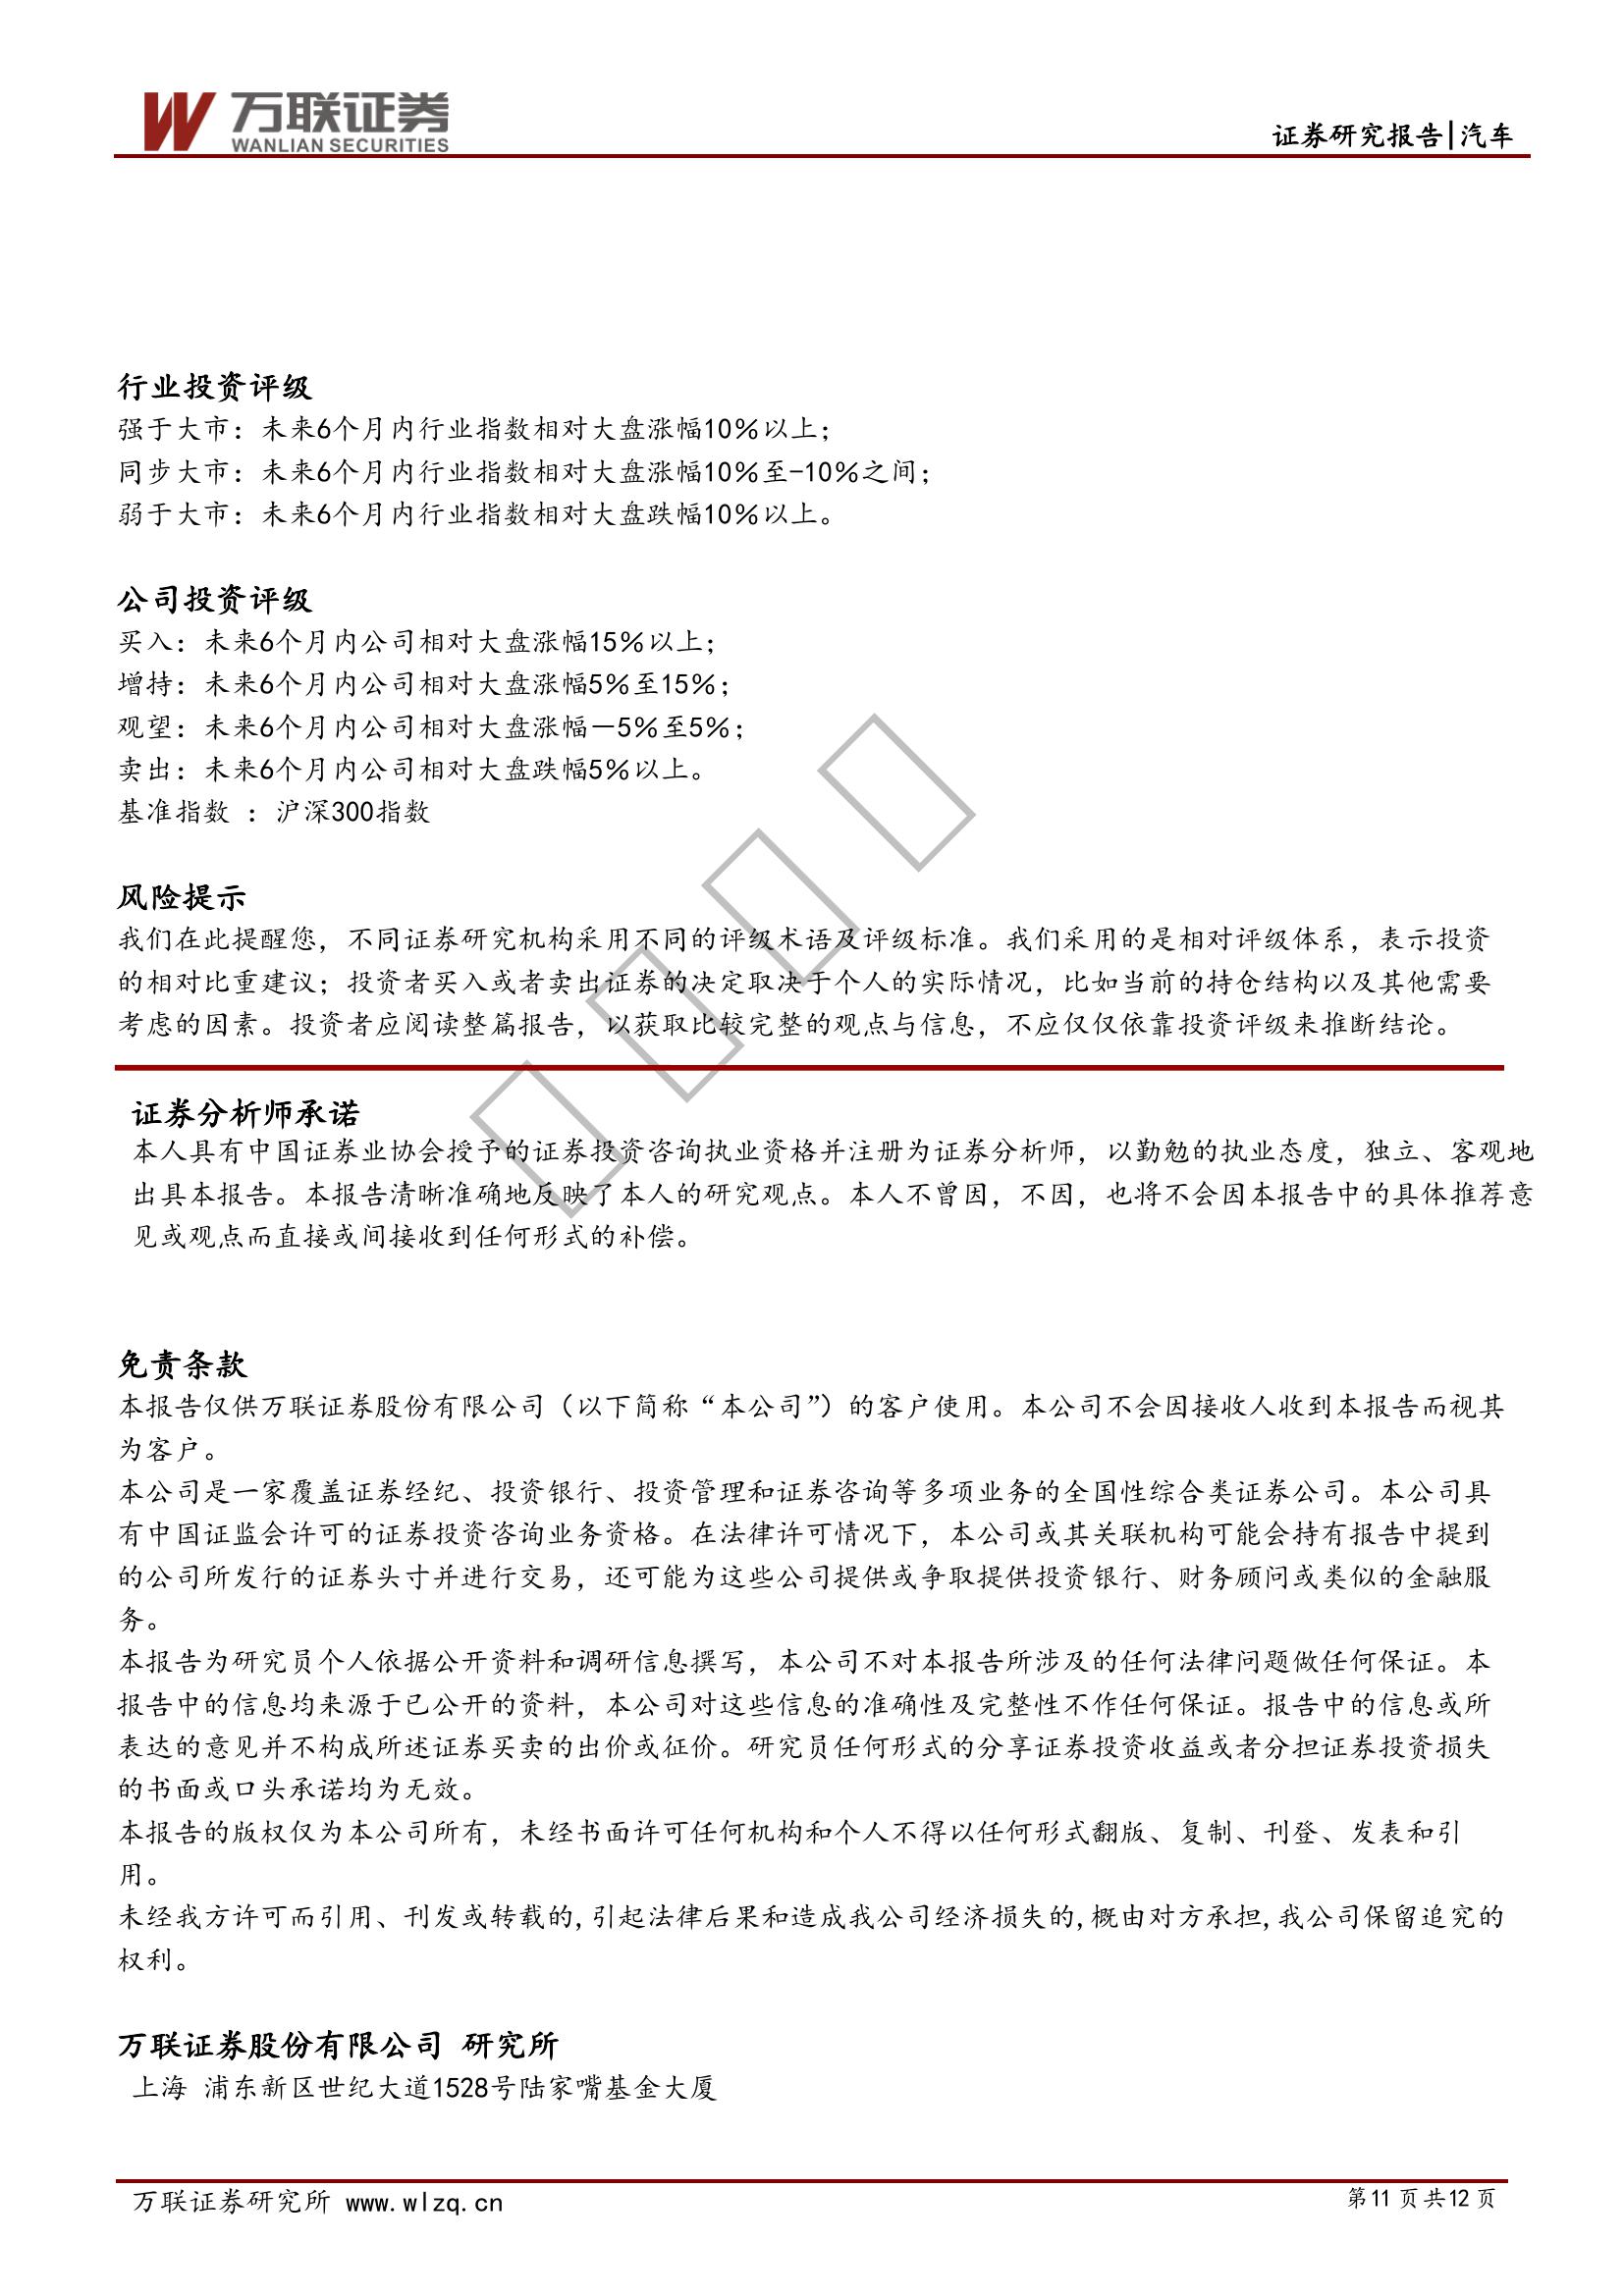 万联证券
WANLIAN SECURITIES
证券研究报告|汽车
行业投资评级
强于大市：未来6个月内行业指数相对大盘涨幅10％以上；
同步大市：未来6个月内行业指数相对大盘涨幅10％至-10％之间；
弱于大市：未来6个月内行业指数相对大盘跌幅10％以上。
公司投资评级
买入：未来6个月内公司相对大盘涨幅15％以上；
增持：未来6个月内公司相对大盘涨幅5％至15％；
观望：未来6个月内公司相对大盘涨幅－5％至5％；
卖出：未来6个月内公司相对大盘跌幅5％以上。
基准指数 ：沪深300指数
风险提示
我们在此提醒您，不同证券研究机构采用不同的评级术语及评级标准。我们采用的是相对评级体系，表示投资
的相对比重建议；投资者买入或者卖出证券的决定取决于个人的实际情况，比如当前的持仓结构以及其他需要
考虑的因素。投资者应阅读整篇报告，以获取比较完整的观点与信息，不应仅仅依靠投资评级来推断结论。
证券分析师承诺
本人具有中国证券业协会授予的证券投资咨询执业资格并注册为证券分析师，以勤勉的执业态度，独立、客观地
出具本报告。本报告清晰准确地反映了本人的研究观点。本人不曾因，不因，也将不会因本报告中的具体推荐意
见或观点而直接或间接收到任何形式的补偿。
免责条款
本报告仅供万联证券股份有限公司（以下简称“本公司”）的客户使用。本公司不会因接收人收到本报告而视其
为客户。
本公司是一家覆盖证券经纪、投资银行、投资管理和证券咨询等多项业务的全国性综合类证券公司。本公司具
有中国证监会许可的证券投资咨询业务资格。在法律许可情况下，本公司或其关联机构可能会持有报告中提到
的公司所发行的证券头寸并进行交易，还可能为这些公司提供或争取提供投资银行、财务顾问或类似的金融服
务。
本报告为研究员个人依据公开资料和调研信息撰写，本公司不对本报告所涉及的任何法律问题做任何保证。本
报告中的信息均来源于已公开的资料，本公司对这些信息的准确性及完整性不作任何保证。报告中的信息或所
表达的意见并不构成所述证券买卖的出价或征价。研究员任何形式的分享证券投资收益或者分担证券投资损失
的书面或口头承诺均为无效。
本报告的版权仅为本公司所有，未经书面许可任何机构和个人不得以任何形式翻版、复制、刊登、发表和引
用。
未经我方许可而引用、刊发或转载的,引起法律后果和造成我公司经济损失的,概由对方承担,我公司保留追究的
权利。
万联证券股份有限公司 研究所
上海 浦东新区世纪大道1528号陆家嘴基金大厦
万联证券研究所 www.wlzq.cn
第11 页 共12 页